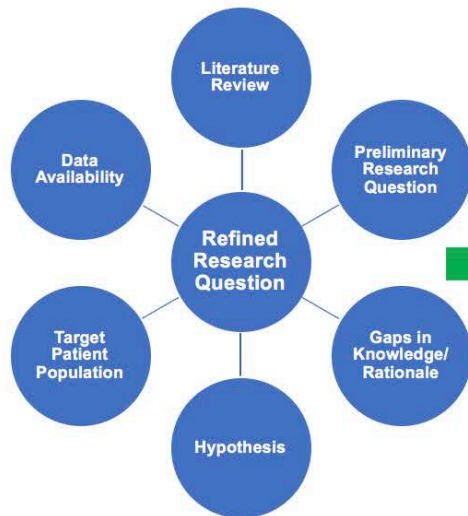 Literature
Review
Preliminary
Research
Question
Gaps in
Knowledge/
Rationale
Hypothesis
Target
Patient
Population
Data
Availability
Refined
Research
Question